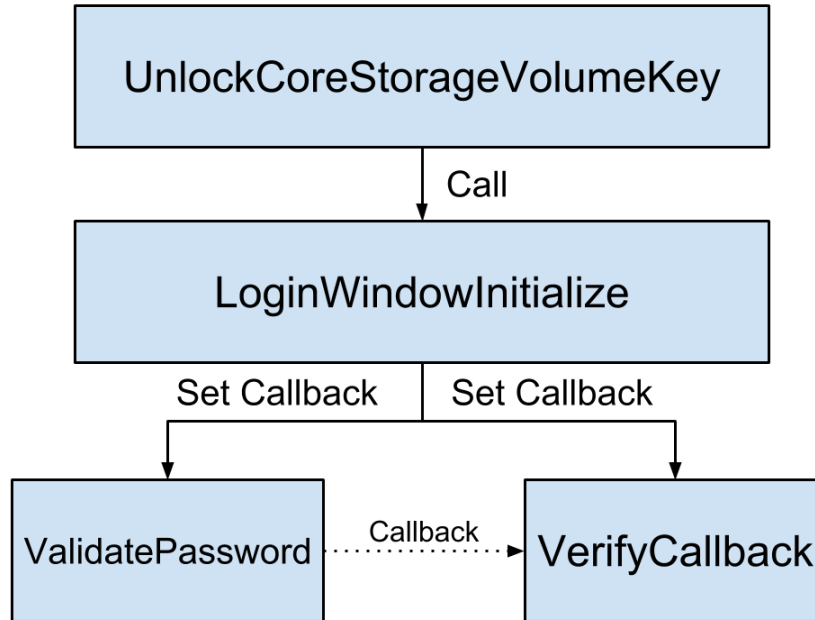 UnlockCoreStorageVolumeKey
Call
LoginWindowInitialize
Set Callback
Set Callback
ValidatePassword
Callback
VerifyCallback